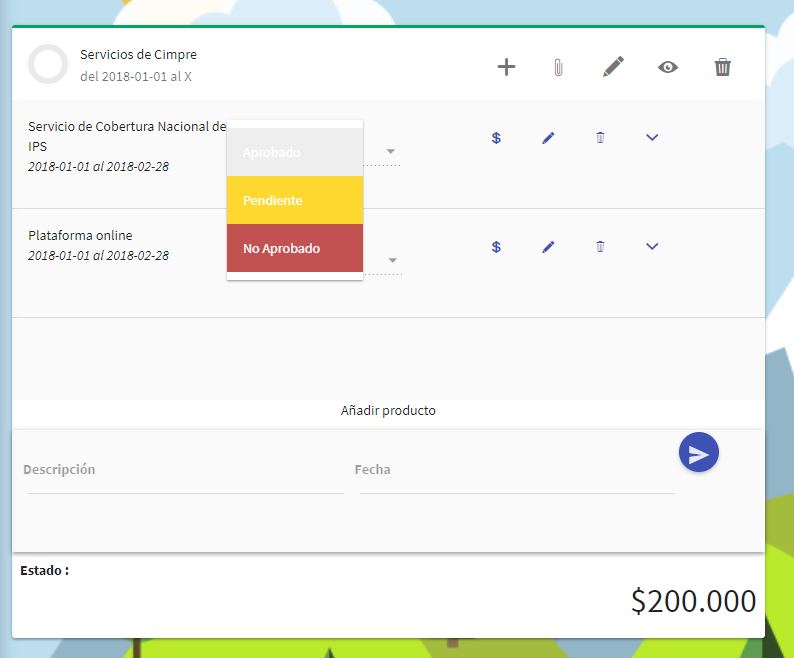 Servicios de Cimpre
del 2018-01-01 al X
Servicio de Cobertura Nacional de
IPS
2018-01-01 al 2018-02-28
Aprobado
Pendiente
No Aprobado
$
Plataforma online
2018-01-01 al 2018-02-28
$
Añadir producto
Descripción
Fecha
Estado :
$200.000